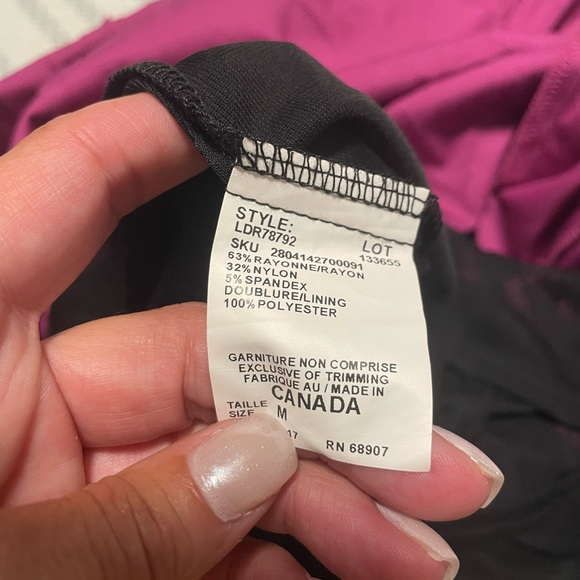 STYLE:
LDR78792 LOT
SKU 2804142700091 133655
63% RAYONNE/RAYON
32% NYLON
5% SPANDEX
DOUBLURE/LINING
100% POLYESTER
GARNITURE NON COMPRISE
EXCLUSIVE OF TRIMMING
FABRIQUE AU / MADE IN
CANADA
TAILLE
SIZE M
17 RN 68907